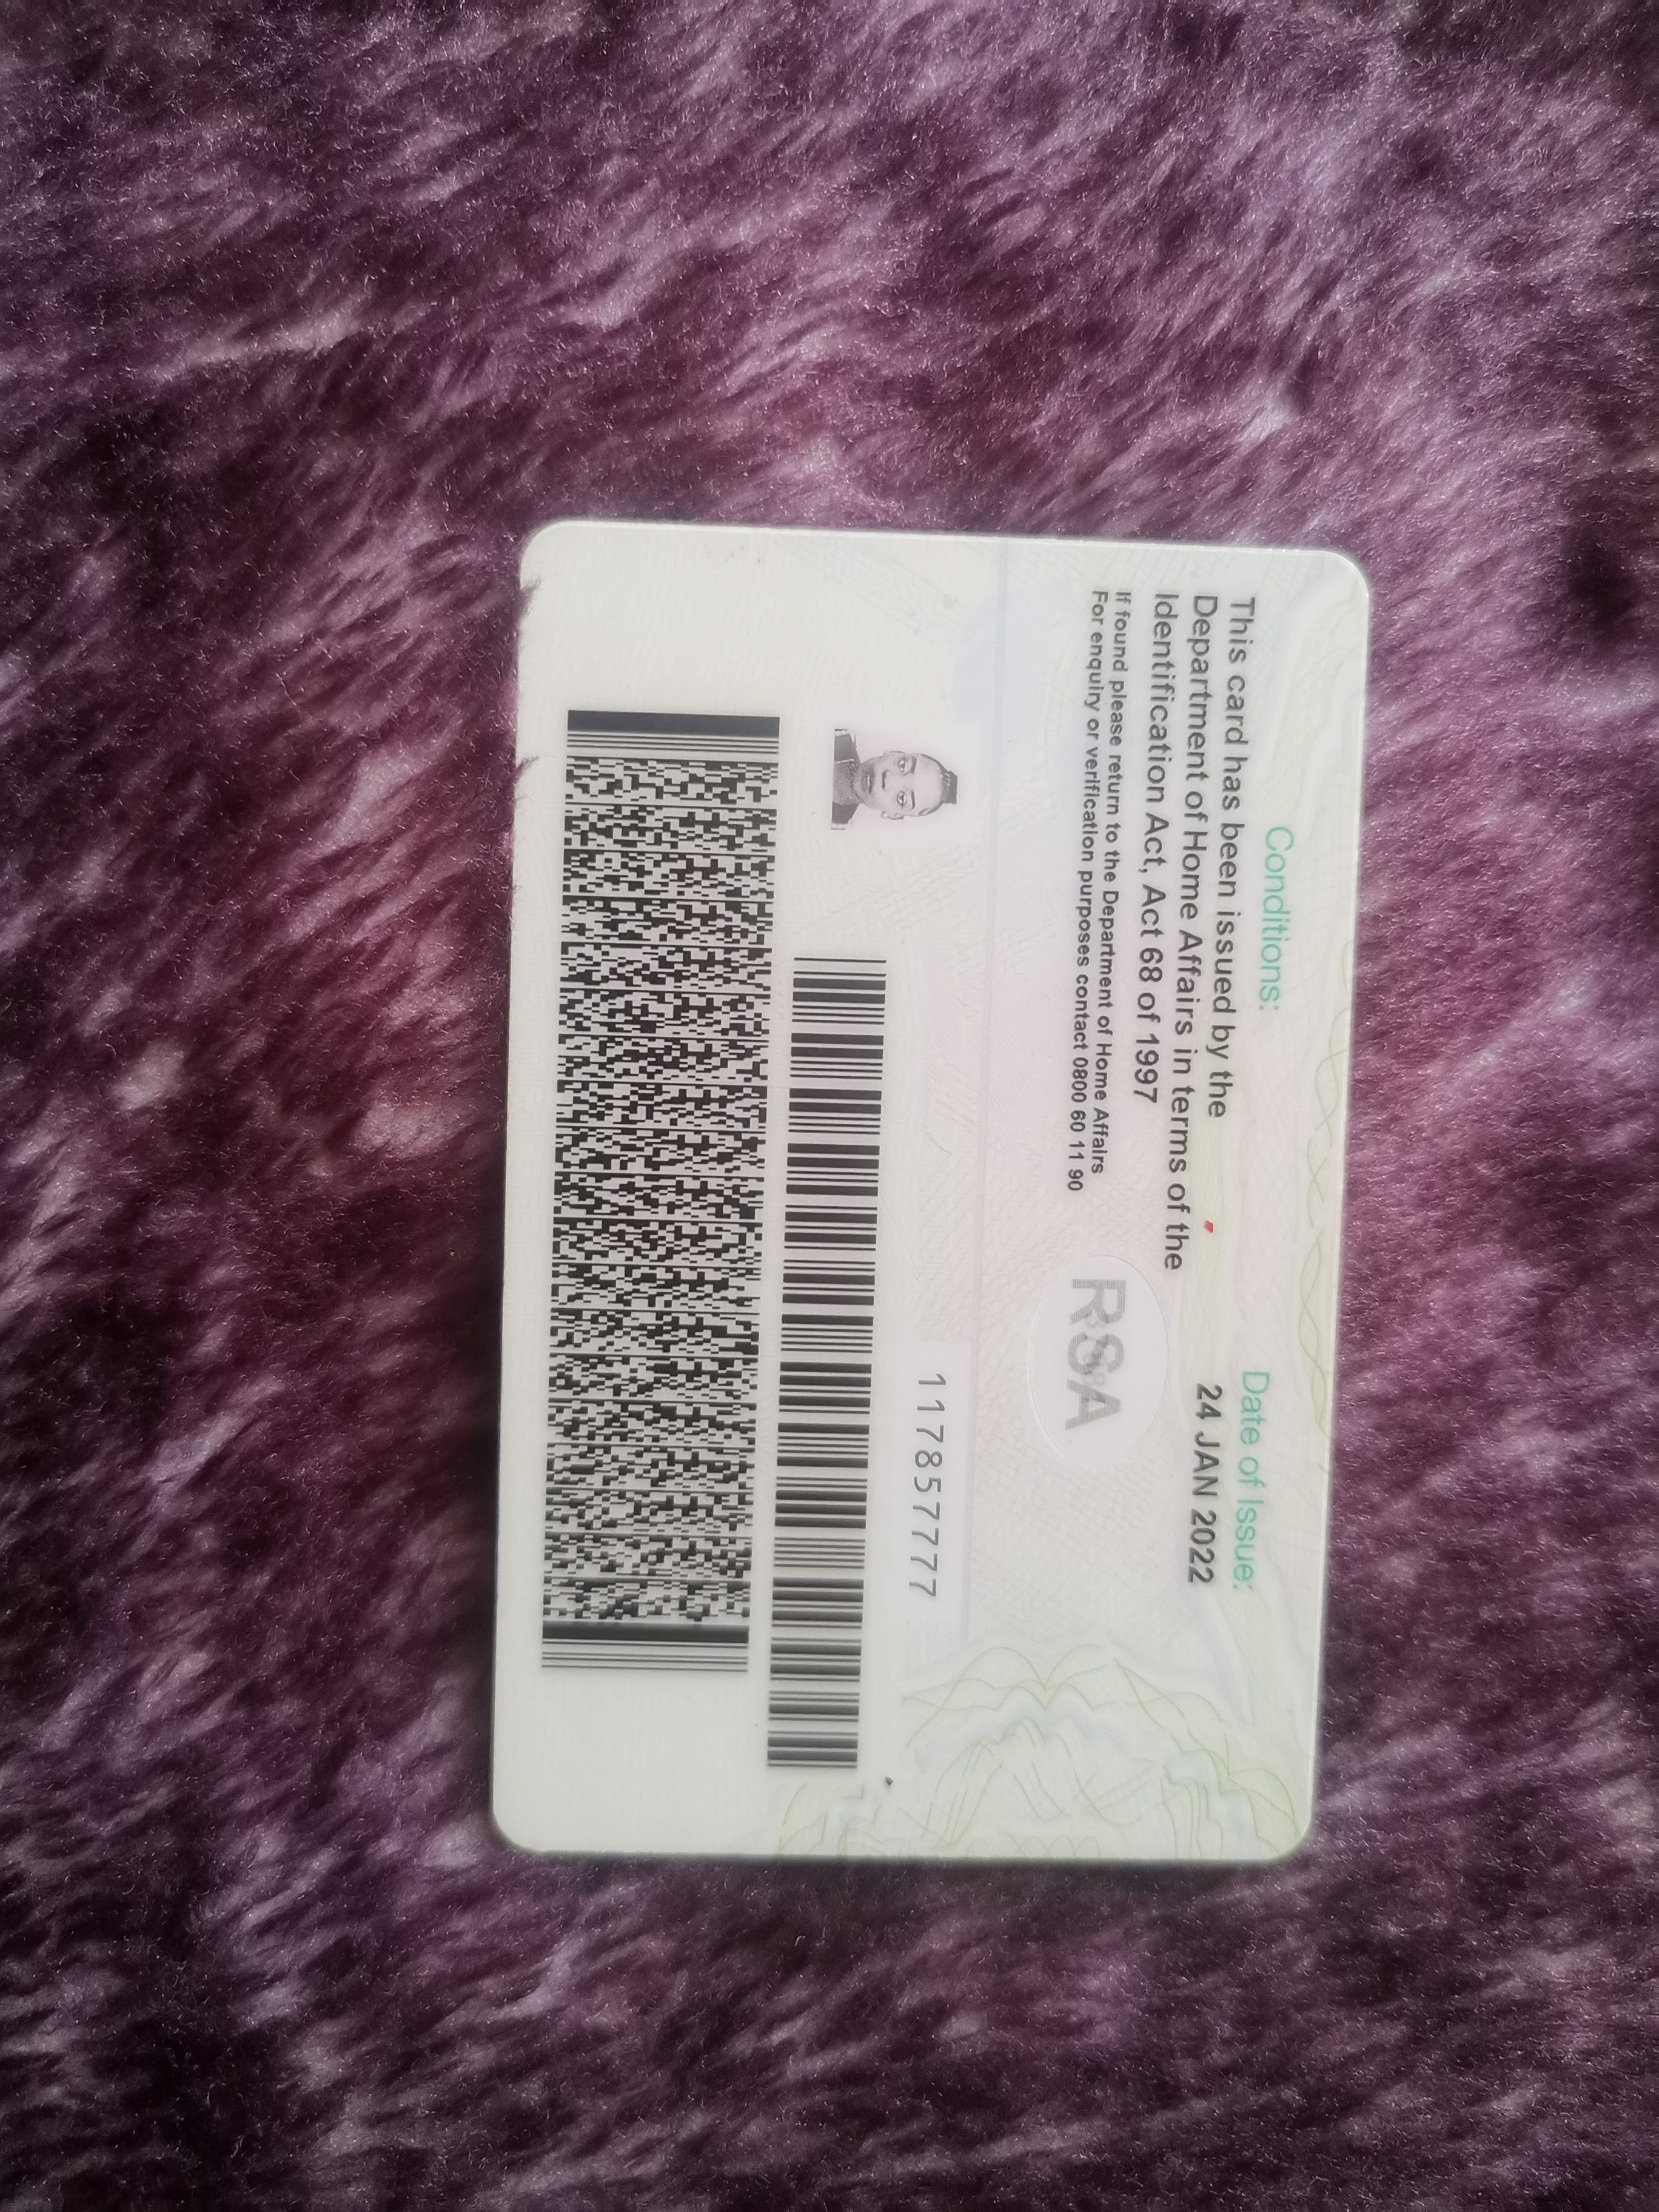 Conditions:
Date of Issue:
This card has been issued by the
24 JAN 2022
Department of Home Affairs in terms of the
Identification Act, Act 68 of 1997
If found please return to the Department of Home Affairs
For enquiry or verification purposes contact 0800 60 11 90
RSA
117857777